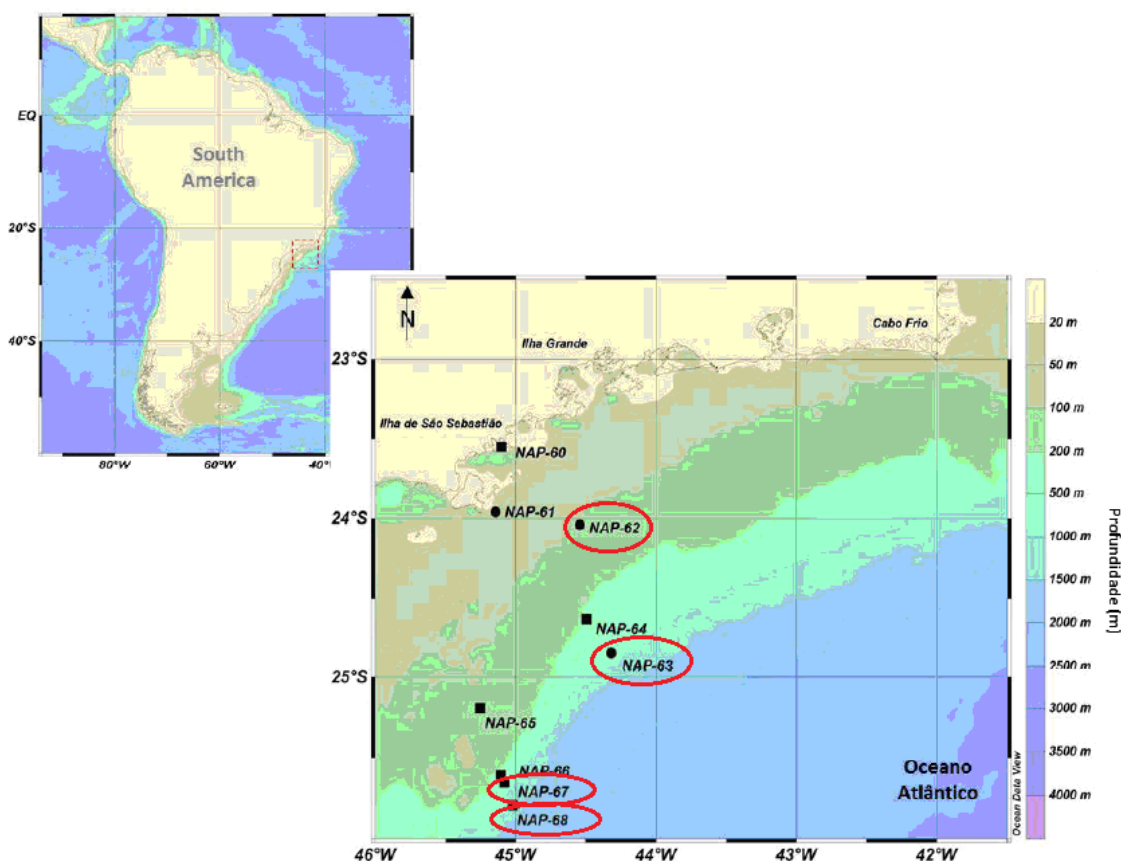 EQ
20°S
40°S
80°W
60°W
40°
South
America
N
Ilha Grande
Cabo Frio
Ilha de São Sebastião
23°S
24°S
25°S
NAP-60
NAP-61
NAP-62
NAP-64
NAP-63
NAP-65
NAP-66
NAP-67
NAP-68
Oceano
Atlântico
46°W
45°W
44°W
43°W
42°W
Ocean Data View
20 m
50 m
100 m
200 m
500 m
1000 m
1500 m
2000 m
2500 m
3000 m
3500 m
4000 m
Profundidade (m)